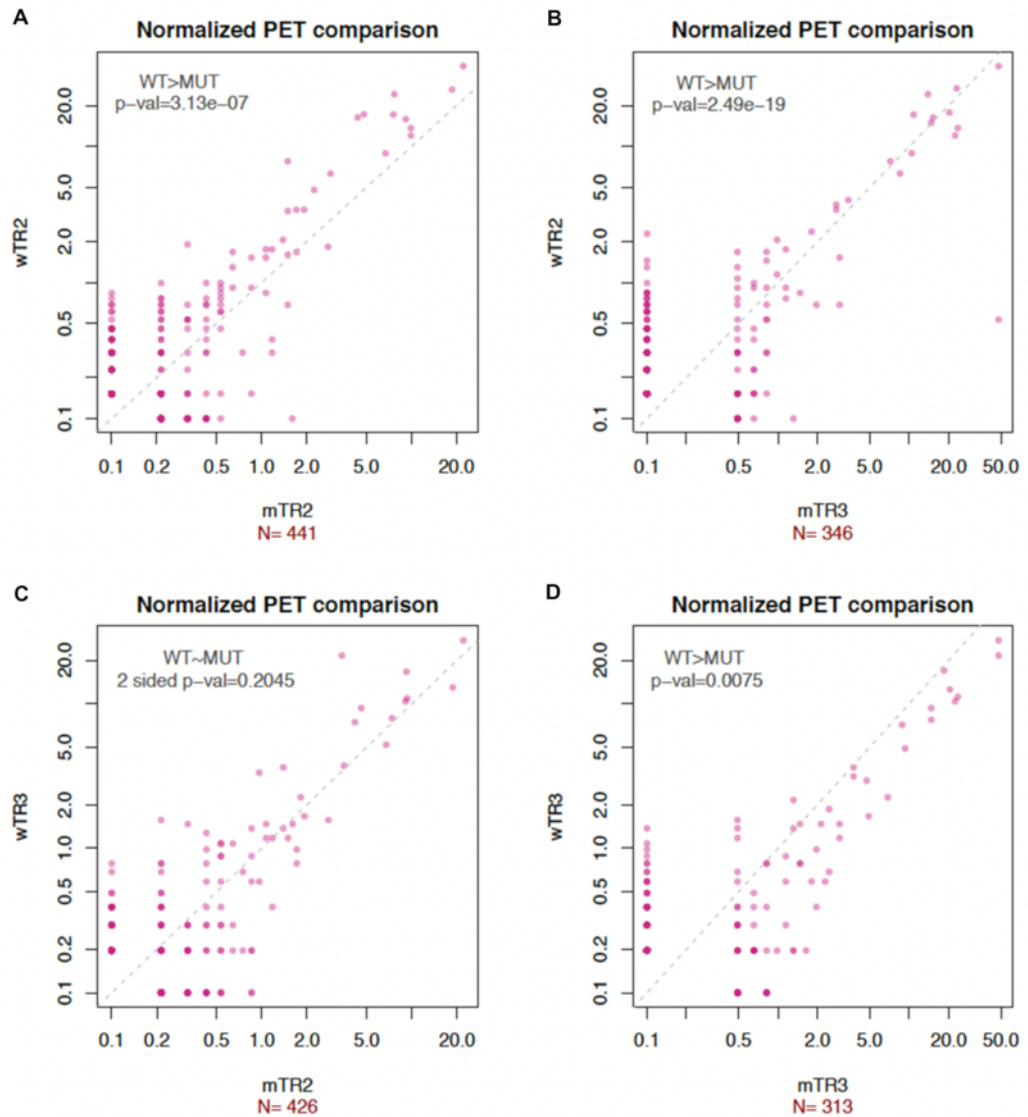 A
Normalized PET comparison
WT>MUT
p-val=3.13e-07
20.0
5.0
2.0
0.5
0.1
wTR2
0.1 0.2 0.5 1.0 2.0 5.0 20.0
mTR2
N= 441
B
Normalized PET comparison
WT>MUT
p-val=2.49e-19
20.0
5.0
2.0
0.5
0.1
wTR2
0.1 0.5 2.0 5.0 20.0 50.0
mTR3
N= 346
C
Normalized PET comparison
WT~MUT
2 sided p-val=0.2045
20.0
5.0
2.0
1.0
0.5
0.2
0.1
wTR3
0.1 0.2 0.5 1.0 2.0 5.0 20.0
mTR2
N= 426
D
Normalized PET comparison
WT>MUT
p-val=0.0075
20.0
5.0
2.0
1.0
0.5
0.2
0.1
wTR3
0.1 0.5 2.0 5.0 20.0 50.0
mTR3
N= 313